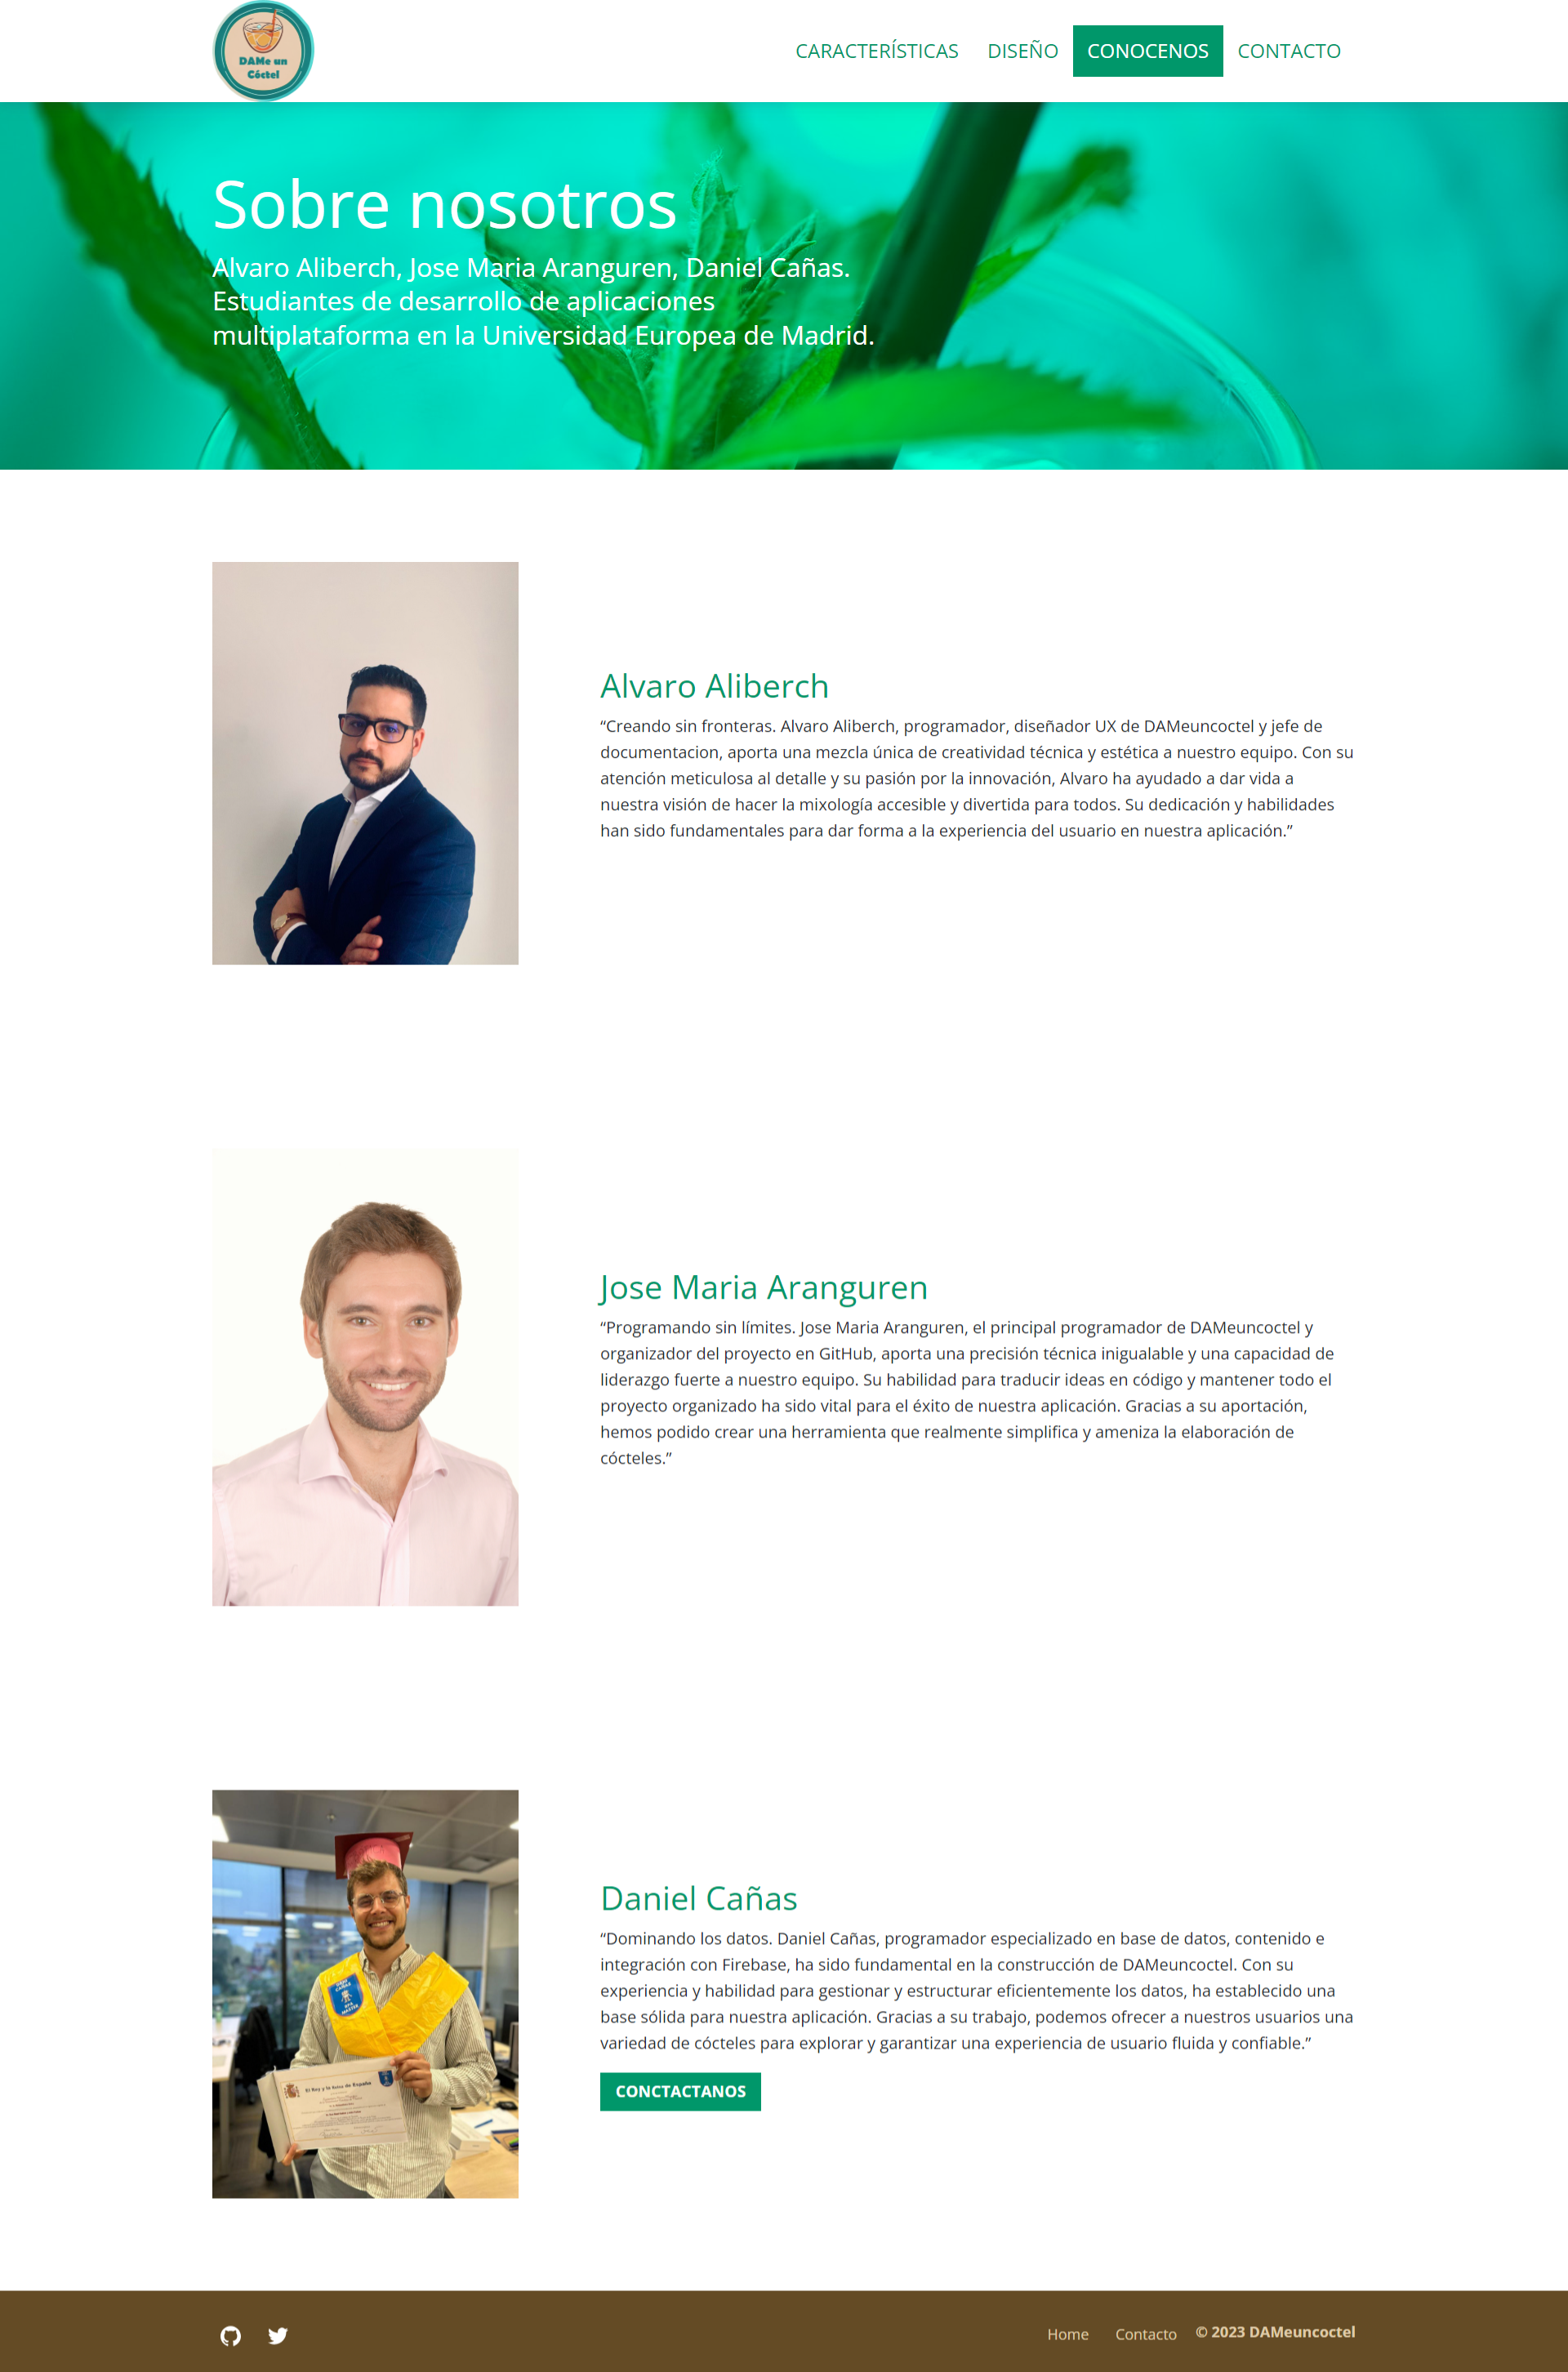 DAMe un
Cóctel
CARACTERÍSTICAS DISEÑO CONOCENOS CONTACTO
Sobre nosotros
Alvaro Aliberch, Jose Maria Aranguren, Daniel Cañas.
Estudiantes de desarrollo de aplicaciones
multiplataforma en la Universidad Europea de Madrid.
Alvaro Aliberch
“Creando sin fronteras. Alvaro Aliberch, programador, diseñador UX de DAMeuncoctel y jefe de
documentacion, aporta una mezcla única de creatividad técnica y estética a nuestro equipo. Con su
atención meticulosa al detalle y su pasión por la innovación, Alvaro ha ayudado a dar vida a
nuestra visión de hacer la mixología accesible y divertida para todos. Su dedicación y habilidades
han sido fundamentales para dar forma a la experiencia del usuario en nuestra aplicación.”
Jose Maria Aranguren
“Programando sin límites. Jose Maria Aranguren, el principal programador de DAMeuncoctel y
organizador del proyecto en GitHub, aporta una precisión técnica inigualable y una capacidad de
liderazgo fuerte a nuestro equipo. Su habilidad para traducir ideas en código y mantener todo el
proyecto organizado ha sido vital para el éxito de nuestra aplicación. Gracias a su aportación,
hemos podido crear una herramienta que realmente simplifica y ameniza la elaboración de
cócteles.”
Daniel Cañas
“Dominando los datos. Daniel Cañas, programador especializado en base de datos, contenido e
integración con Firebase, ha sido fundamental en la construcción de DAMeuncoctel. Con su
experiencia y habilidad para gestionar y estructurar eficientemente los datos, ha establecido una
base sólida para nuestra aplicación. Gracias a su trabajo, podemos ofrecer a nuestros usuarios una
variedad de cócteles para explorar y garantizar una experiencia de usuario fluida y confiable.”
CONCTACTANOS
El Rey y la Reina de España
Home Contacto © 2023 DAMeuncoctel